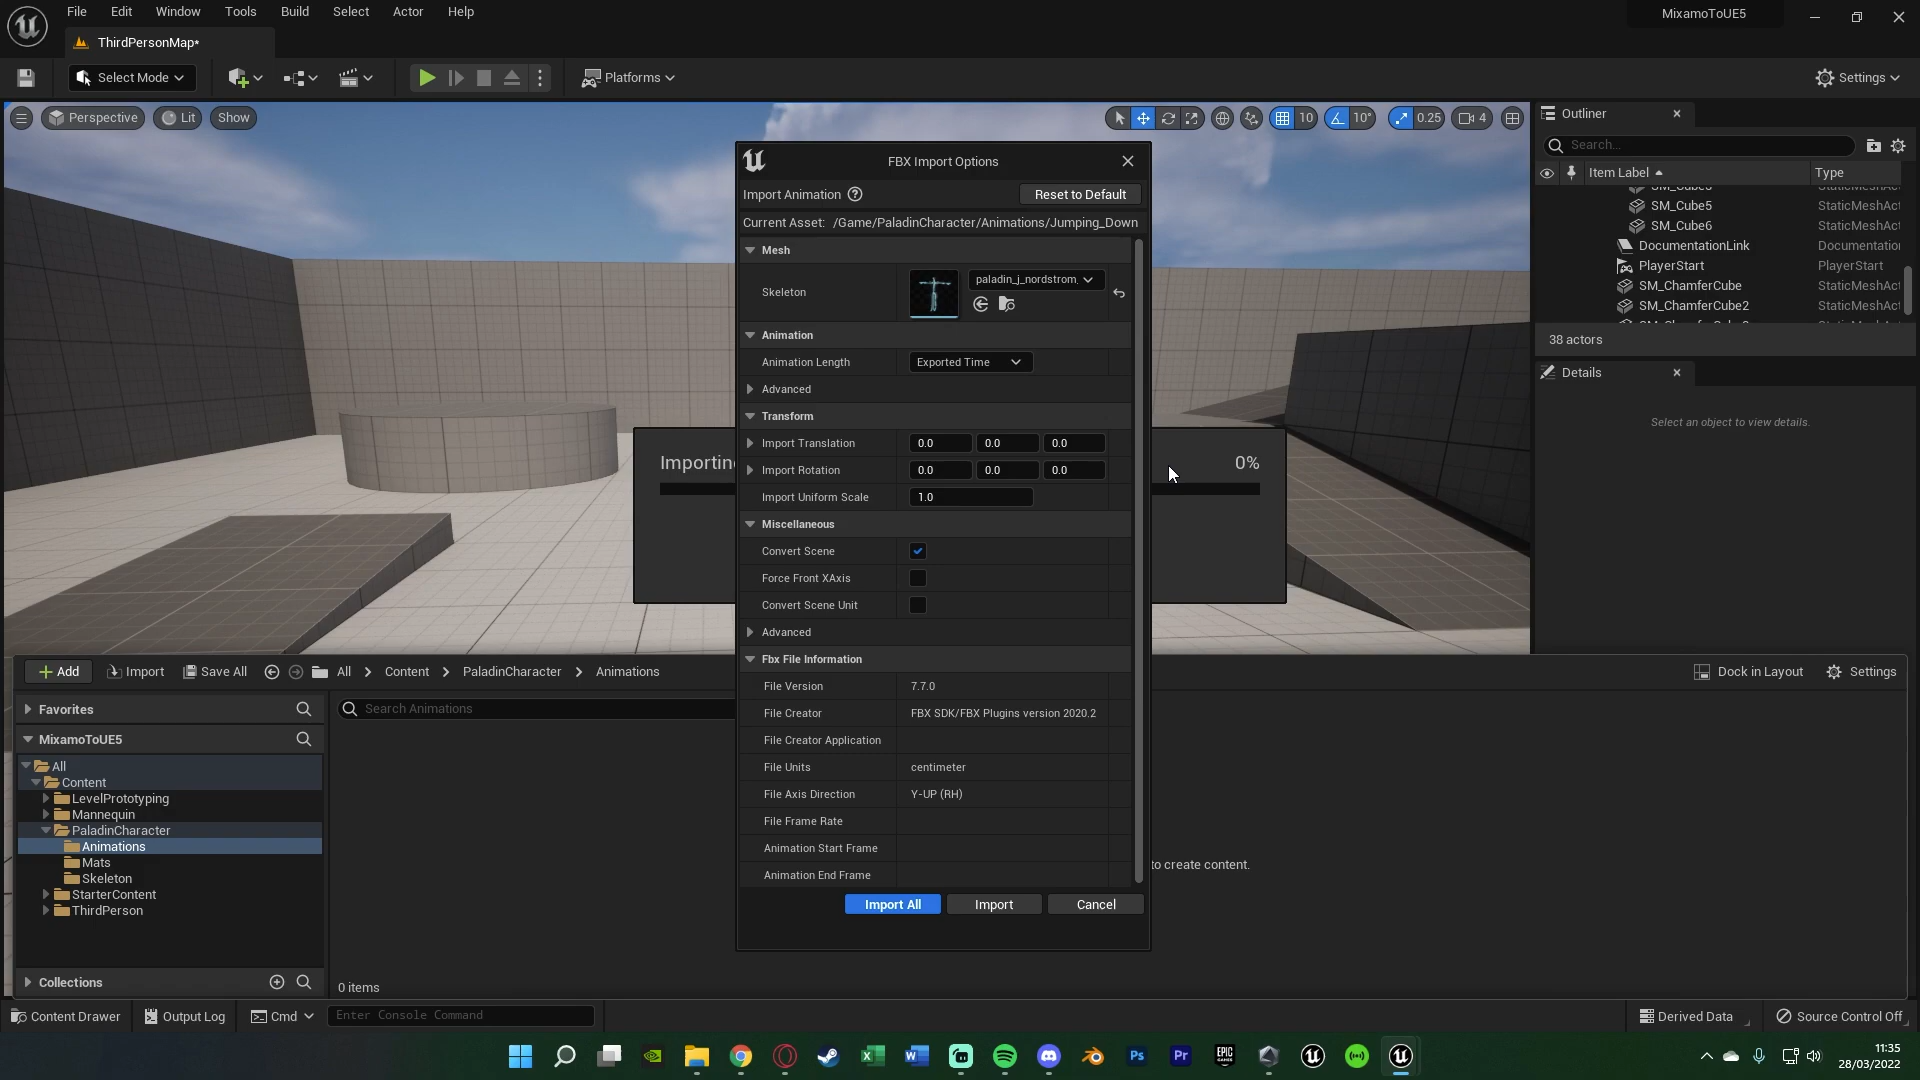 File Edit Window Tools Build Select Actor Help
MixamoToUE5
ThirdPersonMap*
Select Mode
Platforms
Settings
Perspective Lit Show
10 10° 0.25 4
Outliner
Search...
Item Label Type
SM_Cube5 StaticMeshAct
SM_Cube6 StaticMeshAct
DocumentationLink Documentation
PlayerStart PlayerStart
SM_ChamferCube StaticMeshAct
SM_ChamferCube2 StaticMeshAct
38 actors
Details
Select an object to view details.
FBX Import Options
Import Animation Reset to Default
Current Asset: /Game/PaladinCharacter/Animations/Jumping_Down
Mesh
Skeleton paladin_j_nordstrom_
Animation
Animation Length Exported Time
Advanced
Transform
Import Translation 0.0 0.0 0.0
Import Rotation 0.0 0.0 0.0
Import Uniform Scale 1.0
Miscellaneous
Convert Scene
Force Front XAxis
Convert Scene Unit
Advanced
Fbx File Information
File Version 7.7.0
File Creator FBX SDK/FBX Plugins version 2020.2
File Creator Application
File Units centimeter
File Axis Direction Y-UP (RH)
File Frame Rate
Animation Start Frame
Animation End Frame
Import All Import Cancel
Importin 0%
Add Import Save All All Content PaladinCharacter Animations
Dock in Layout Settings
Favorites
Search Animations
MixamoToUE5
All
Content
LevelPrototyping
Mannequin
PaladinCharacter
Animations
Mats
Skeleton
StarterContent
ThirdPerson
to create content.
Collections
0 items
Content Drawer Output Log Cmd Enter Console Command
Derived Data Source Control Off
11:35
28/03/2022